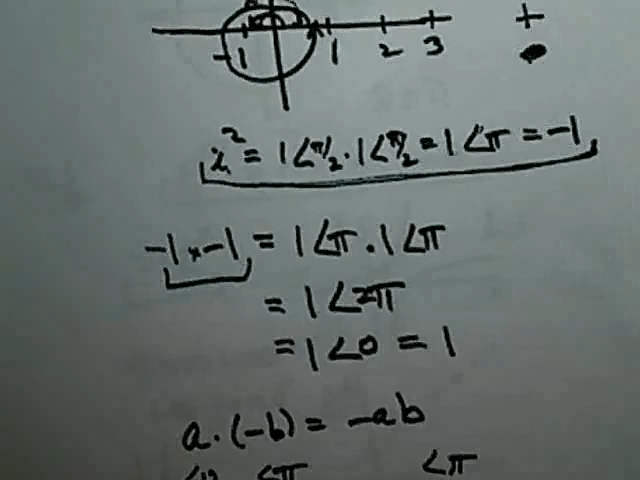 -1 1 2 3 +
i² = 1∠π/2 · 1∠π/2 = 1∠π = -1
-1 × -1 = 1∠π · 1∠π
= 1∠2π
= 1∠0 = 1
a · (-b) = -ab
∠π ∠π